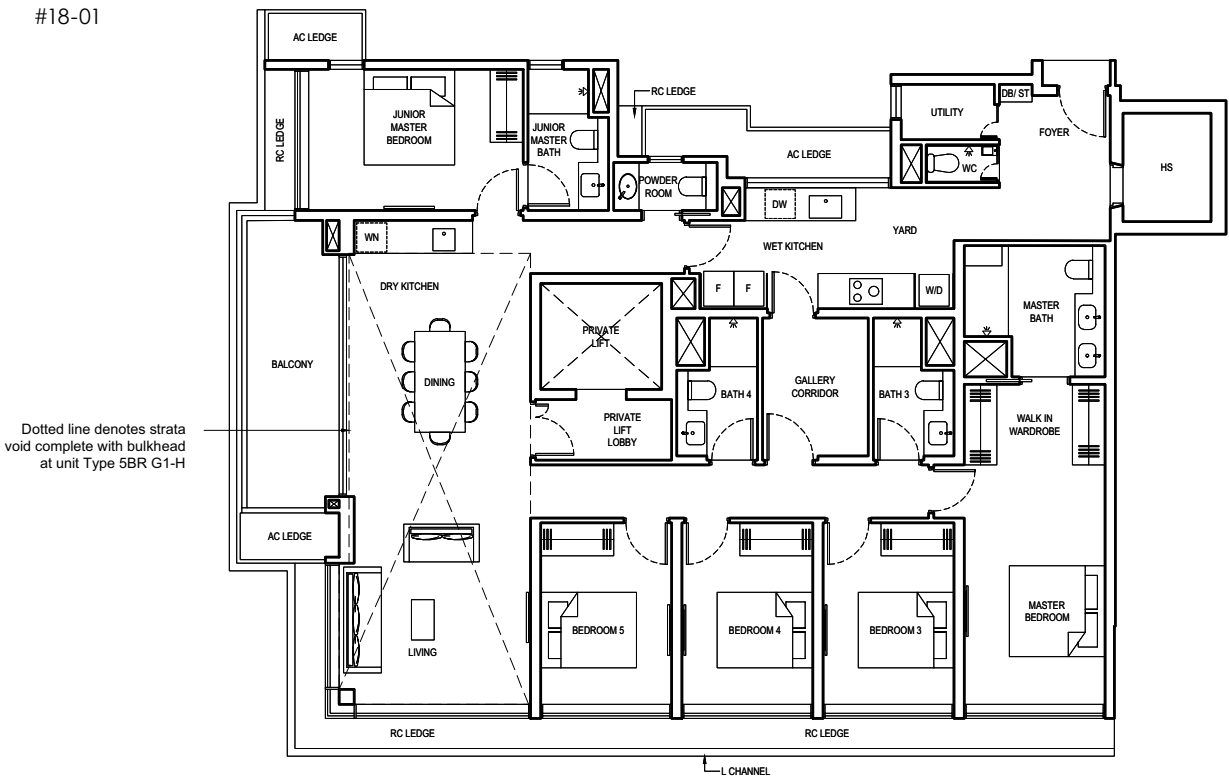 #18-01
AC LEDGE
RC LEDGE
JUNIOR
MASTER
BEDROOM
JUNIOR
MASTER
BATH
RC LEDGE
AC LEDGE
POWDER
ROOM
UTILITY
DB/ ST
FOYER
WC
HS
WN
DW
WET KITCHEN
YARD
DRY KITCHEN
F
F
W/D
MASTER
BATH
PRIVATE
LIFT
BALCONY
DINING
BATH 4
GALLERY
CORRIDOR
BATH 3
WALK IN
WARDROBE
PRIVATE
LIFT
LOBBY
Dotted line denotes strata
void complete with bulkhead
at unit Type 5BR G1-H
AC LEDGE
LIVING
BEDROOM 5
BEDROOM 4
BEDROOM 3
MASTER
BEDROOM
RC LEDGE
RC LEDGE
L CHANNEL